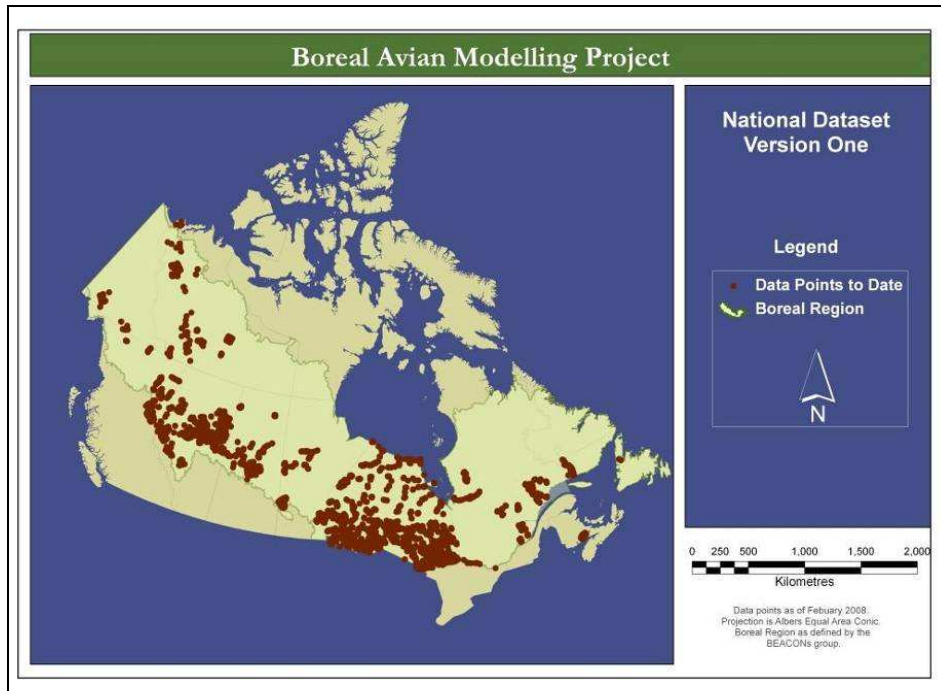 Boreal Avian Modelling Project
National Dataset
Version One
Legend
Data Points to Date
Boreal Region
N
0 250 500 1,000 1,500 2,000
Kilometres
Data points as of Febuary 2008.
Projection is Albers Equal Area Conic.
Boreal Region as defined by the
BEACONs group.